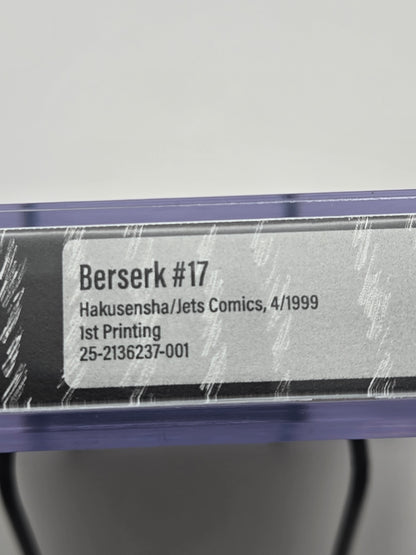 Berserk #17
Hakusensha/Jets Comics, 4/1999
1st Printing
25-2136237-001